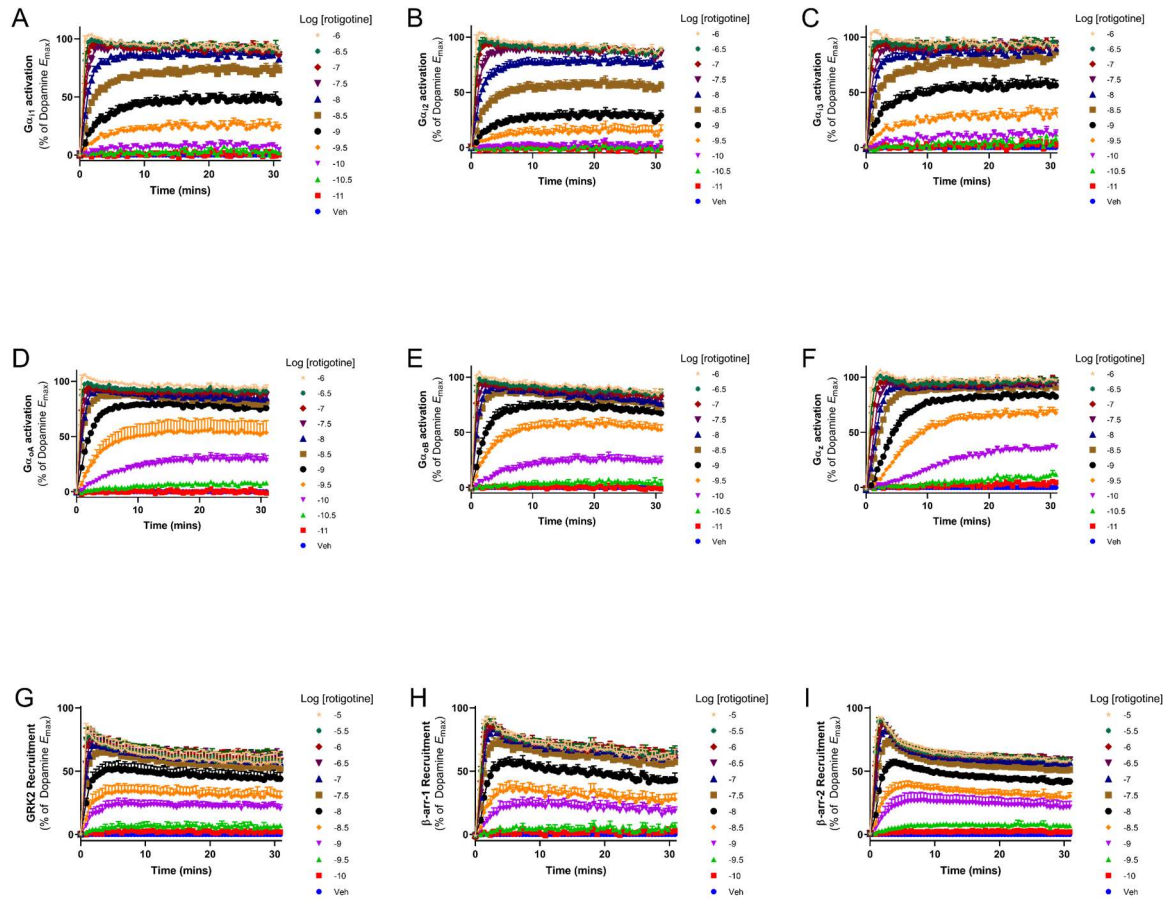 A
Log [rotigotine]
Gαi1 activation
(% of Dopamine Emax)
100
50
0
0 10 20 30
Time (mins)
-6
-6.5
-7
-7.5
-8
-8.5
-9
-9.5
-10
-10.5
-11
Veh
B
Log [rotigotine]
Gαi2 activation
(% of Dopamine Emax)
100
50
0
0 10 20 30
Time (mins)
-6
-6.5
-7
-7.5
-8
-8.5
-9
-9.5
-10
-10.5
-11
Veh
C
Log [rotigotine]
Gαi3 activation
(% of Dopamine Emax)
100
50
0
0 10 20 30
Time (mins)
-6
-6.5
-7
-7.5
-8
-8.5
-9
-9.5
-10
-10.5
-11
Veh
D
Log [rotigotine]
GαoA activation
(% of Dopamine Emax)
100
50
0
0 10 20 30
Time (mins)
-6
-6.5
-7
-7.5
-8
-8.5
-9
-9.5
-10
-10.5
-11
Veh
E
Log [rotigotine]
GαoB activation
(% of Dopamine Emax)
100
50
0
0 10 20 30
Time (mins)
-6
-6.5
-7
-7.5
-8
-8.5
-9
-9.5
-10
-10.5
-11
Veh
F
Log [rotigotine]
Gαz activation
(% of Dopamine Emax)
100
50
0
0 10 20 30
Time (mins)
-6
-6.5
-7
-7.5
-8
-8.5
-9
-9.5
-10
-10.5
-11
Veh
G
Log [rotigotine]
GRK2 Recruitment
(% of Dopamine Emax)
100
50
0
0 10 20 30
Time (mins)
-5
-5.5
-6
-6.5
-7
-7.5
-8
-8.5
-9
-9.5
-10
Veh
H
Log [rotigotine]
β-arr-1 Recruitment
(% of Dopamine Emax)
100
50
0
0 10 20 30
Time (mins)
-5
-5.5
-6
-6.5
-7
-7.5
-8
-8.5
-9
-9.5
-10
Veh
I
Log [rotigotine]
β-arr-2 Recruitment
(% of Dopamine Emax)
100
50
0
0 10 20 30
Time (mins)
-5
-5.5
-6
-6.5
-7
-7.5
-8
-8.5
-9
-9.5
-10
Veh